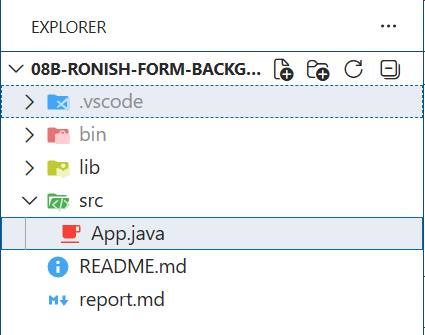 EXPLORER
08B-RONISH-FORM-BACKG...
.vscode
bin
lib
src
App.java
README.md
report.md